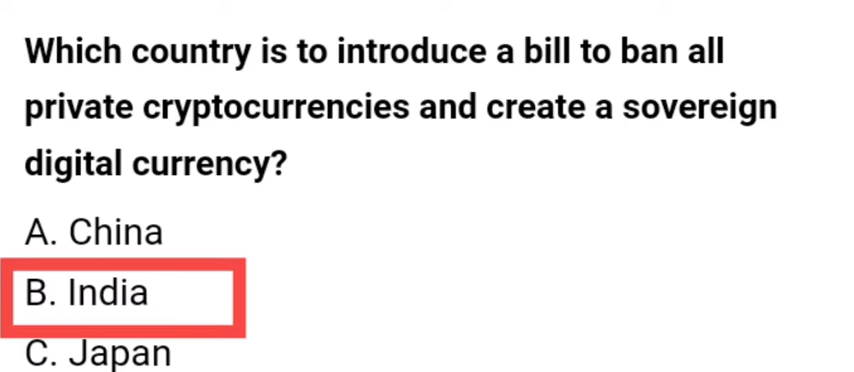 Which country is to introduce a bill to ban all
private cryptocurrencies and create a sovereign
digital currency?
A. China
B. India
C. Japan